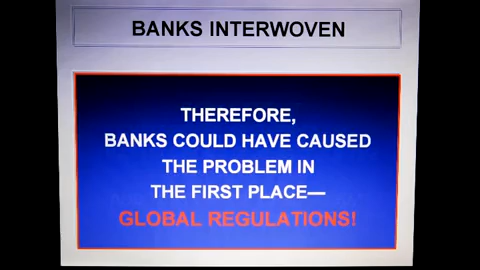 BANKS INTERWOVEN
THEREFORE,
BANKS COULD HAVE CAUSED
THE PROBLEM IN
THE FIRST PLACE—
GLOBAL REGULATIONS!